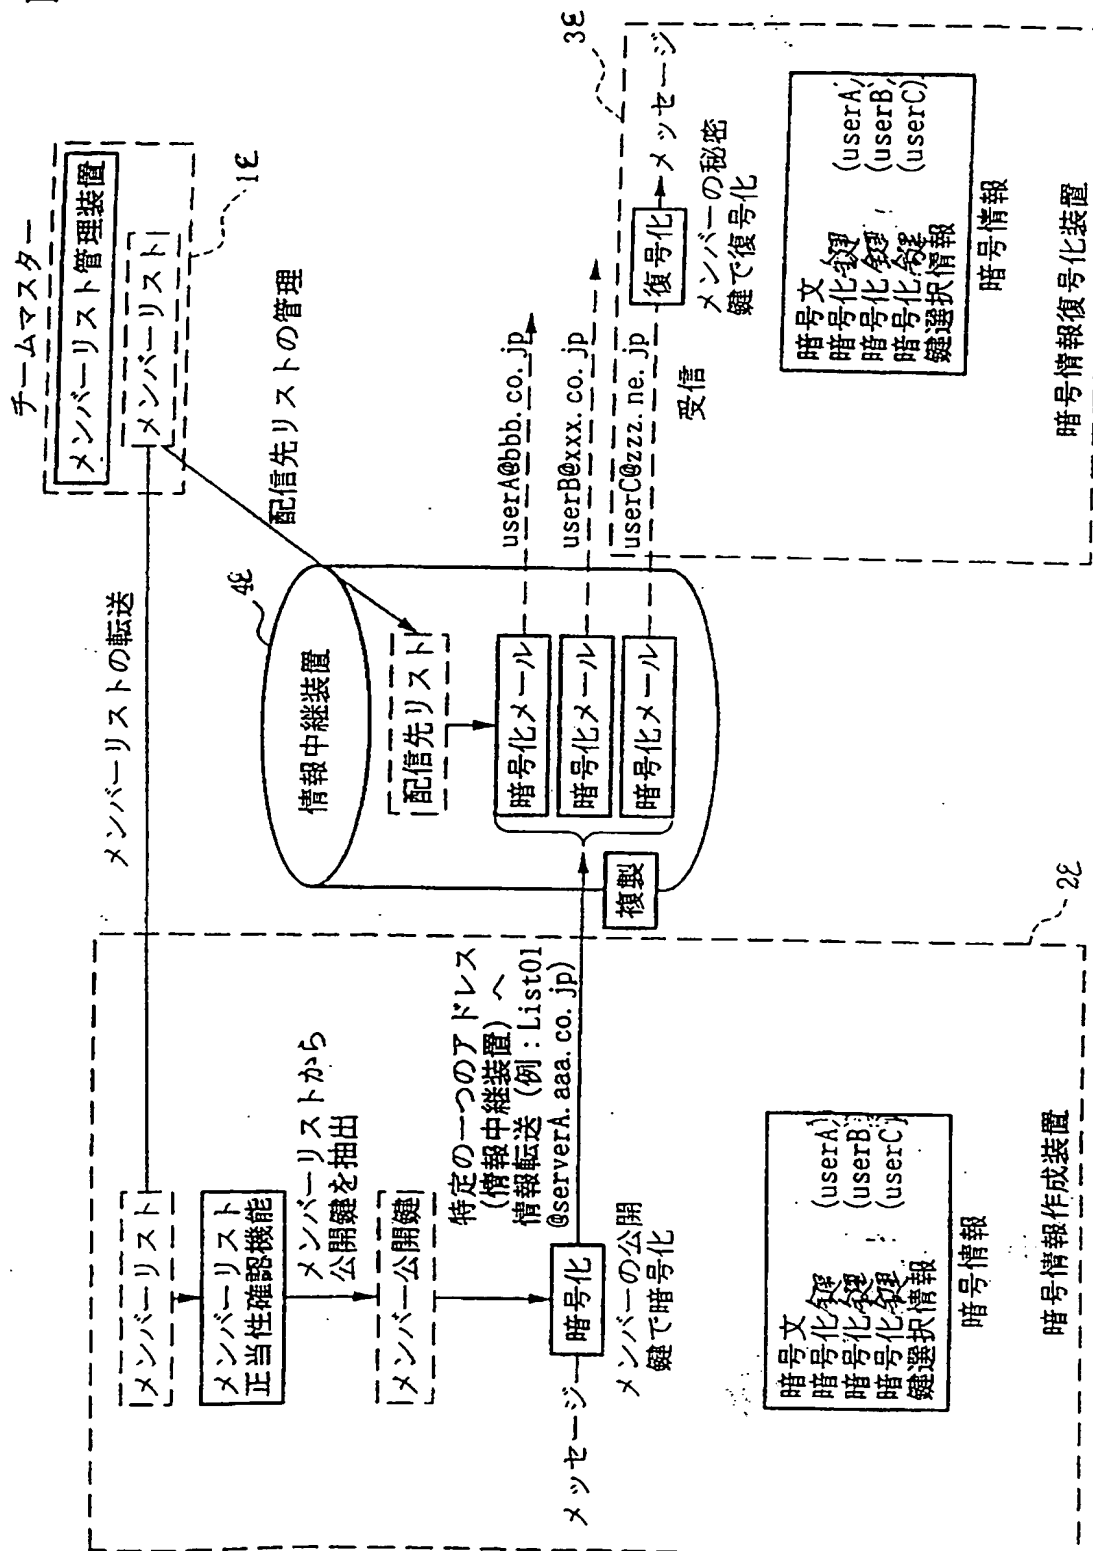 チームマスター
メンバーリスト管理装置
メンバーリスト
1E
メンバーリストの転送
配信先リストの管理
メンバーリスト
メンバーリスト
正当性確認機能
メンバーリストから
公開鍵を抽出
メンバー公開鍵
メッセージ
暗号化
メンバーの公開
鍵で暗号化
特定の一つのアドレス
(情報中継装置)へ
情報転送(例:List01
@serverA.aaa.co.jp)
暗号文
暗号化鍵 (userA)
暗号化鍵 (userB)
暗号化鍵 : (userC)
鍵選択情報
暗号情報
暗号情報作成装置
2E
4E
情報中継装置
配信先リスト
複製
暗号化メール
暗号化メール
暗号化メール
userA@bbb.co.jp
userB@xxx.co.jp
userC@zzz.ne.jp
3E
受信
復号化
メッセージ
メンバーの秘密
鍵で復号化
暗号文
暗号化鍵 (userA)
暗号化鍵 (userB)
暗号化鍵 : (userC)
鍵選択情報
暗号情報
暗号情報復号化装置